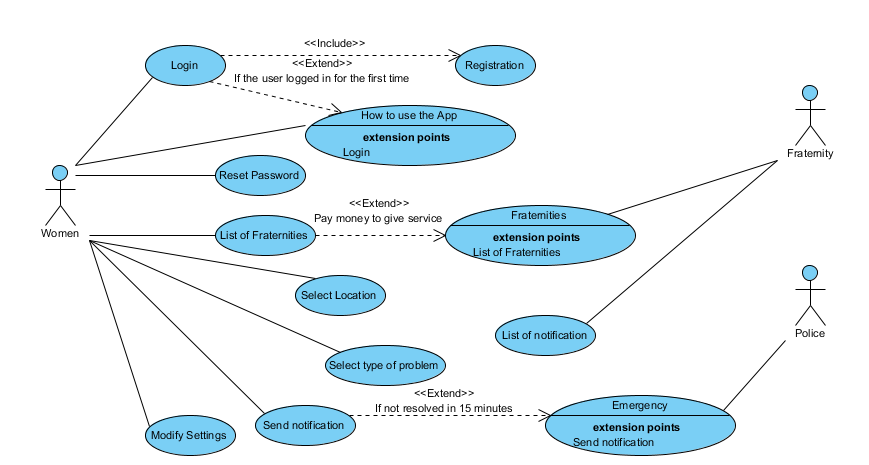 <<Include>>
Login
Registration
<<Extend>>
If the user logged in for the first time
How to use the App
extension points
Login
Fraternity
Reset Password
Women
<<Extend>>
Pay money to give service
Fraternities
extension points
List of Fraternities
List of Fraternities
Select Location
Police
List of notification
Select type of problem
<<Extend>>
If not resolved in 15 minutes
Emergency
extension points
Send notification
Send notification
Modify Settings